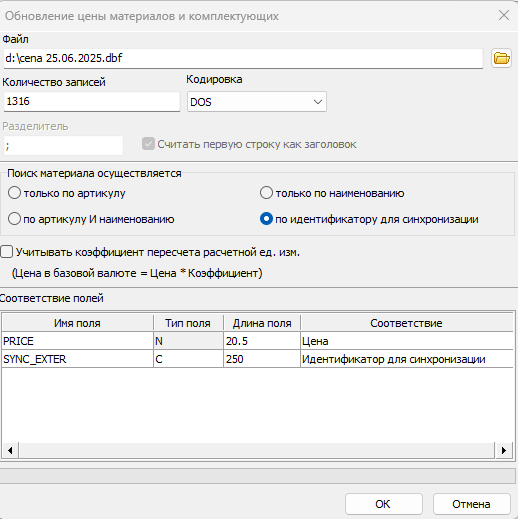 Обновление цены материалов и комплектующих
Файл
d:\cena 25.06.2025.dbf
Количество записей
Кодировка
1316
DOS
Разделитель
;
Считать первую строку как заголовок
Поиск материала осуществляется
только по артикулу
только по наименованию
по артикулу И наименованию
по идентификатору для синхронизации
Учитывать коэффициент пересчета расчетной ед. изм.
(Цена в базовой валюте = Цена * Коэффициент)
Соответствие полей
Имя поля Тип поля Длина поля Соответствие
PRICE N 20.5 Цена
SYNC_EXTER C 250 Идентификатор для синхронизации
ОК Отмена